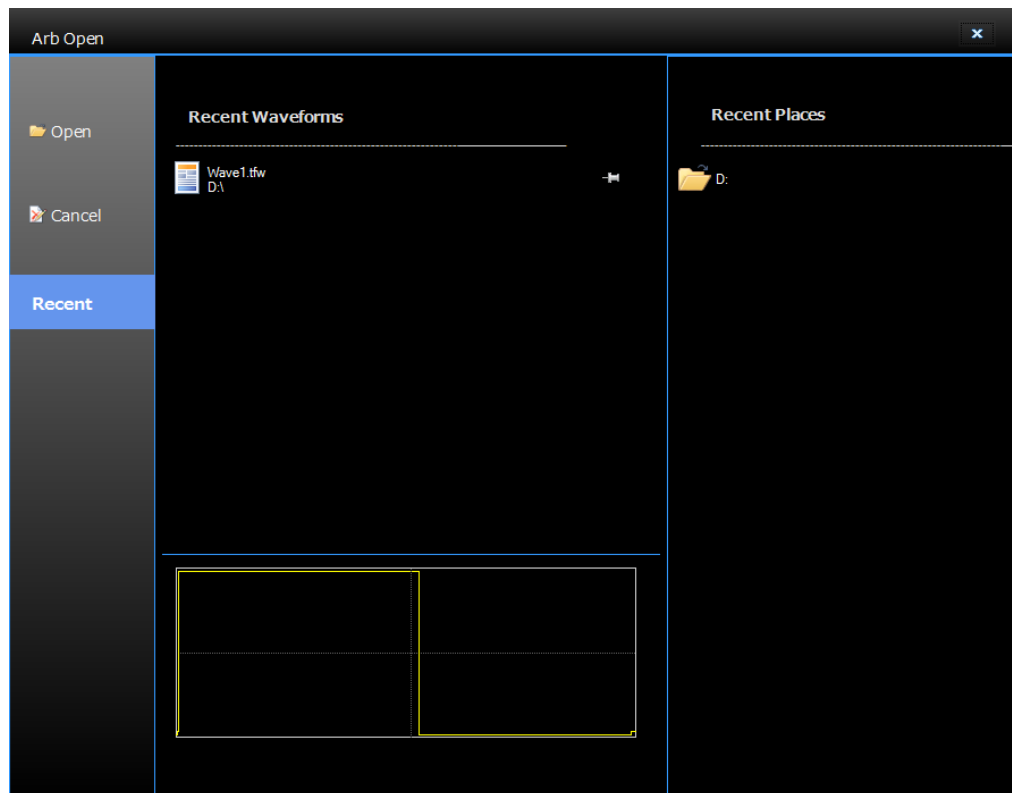 Arb Open
Open
Cancel
Recent
Recent Waveforms
Wave1.tfw
D:\
Recent Places
D: